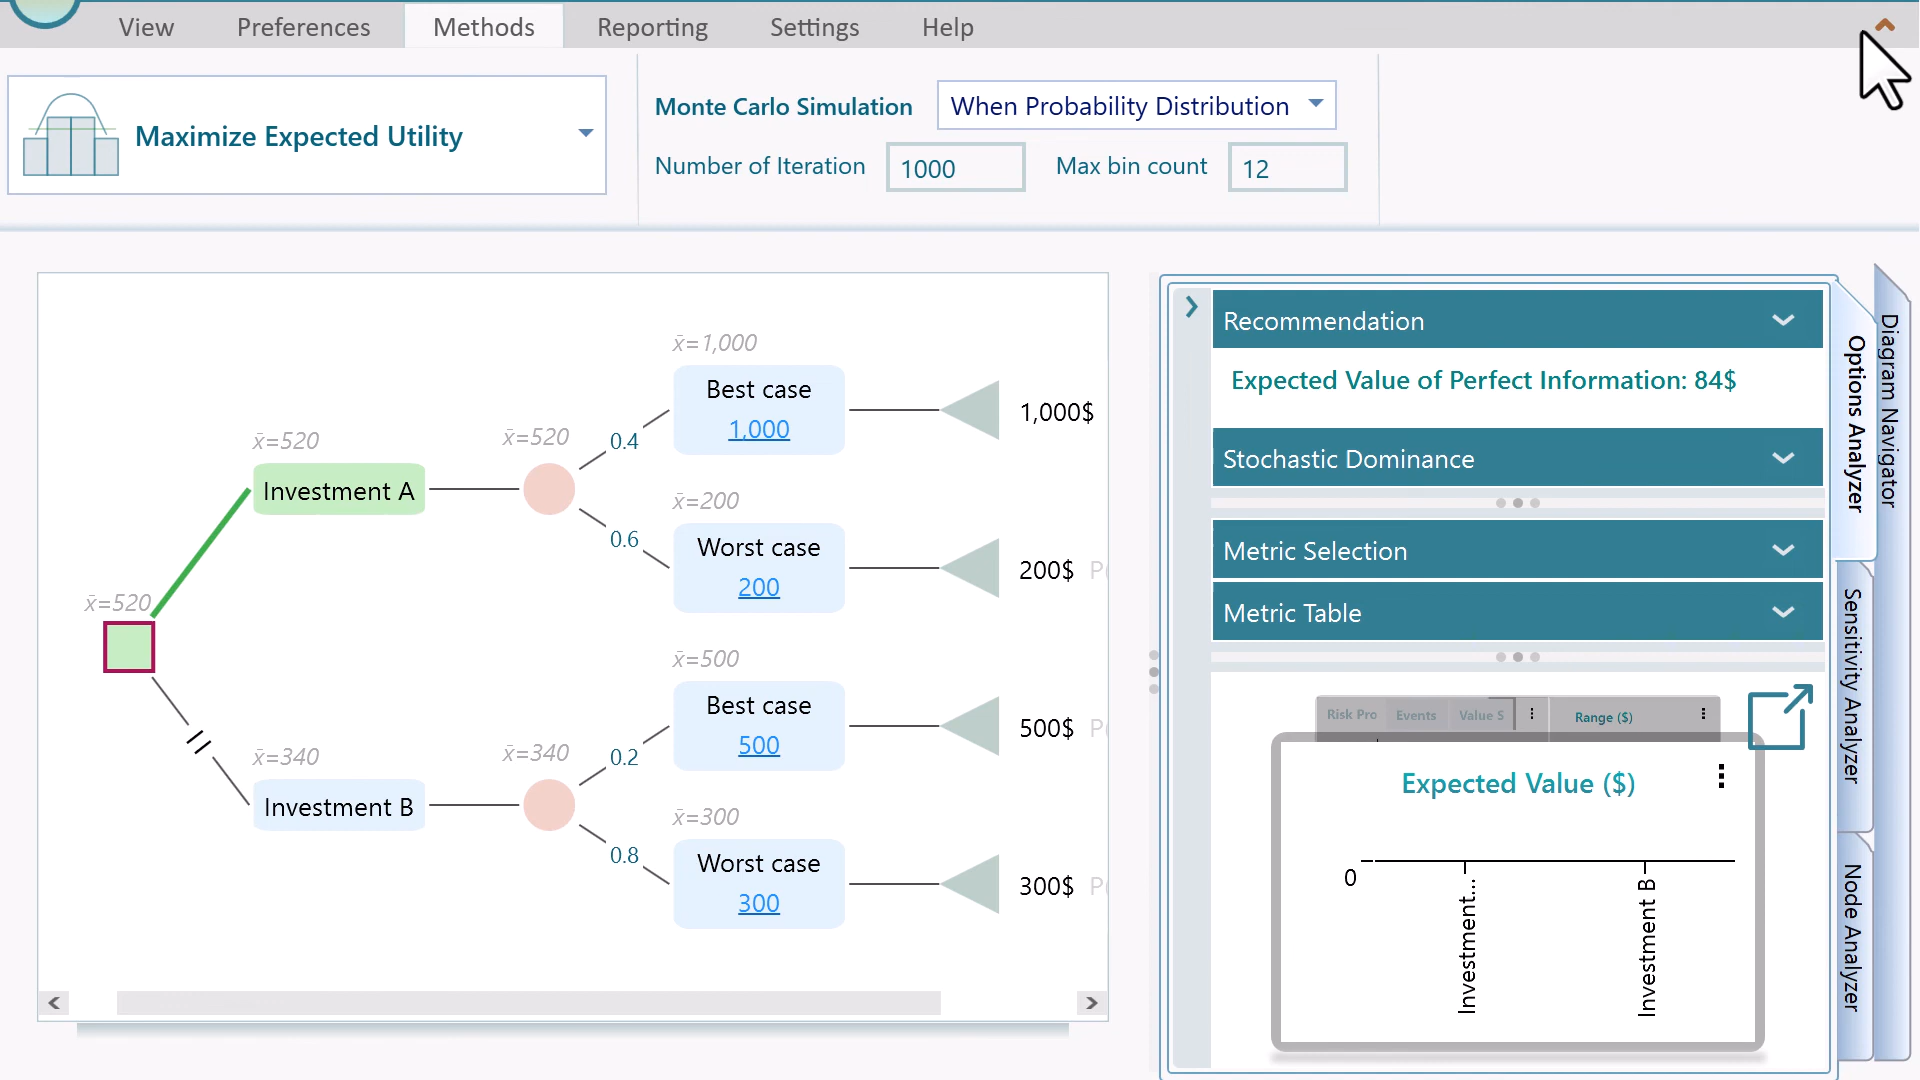 View Preferences Methods Reporting Settings Help
Maximize Expected Utility
Monte Carlo Simulation When Probability Distribution
Number of Iteration 1000 Max bin count 12
x̄=1,000
Best case
1,000
1,000$
0.4
x̄=520
Investment A
x̄=520
x̄=200
Worst case
200
200$
0.6
x̄=520
x̄=500
Best case
500
500$
0.2
x̄=340
Investment B
x̄=340
x̄=300
Worst case
300
300$
0.8
Recommendation
Expected Value of Perfect Information: 84$
Stochastic Dominance
Metric Selection
Metric Table
Risk Pro Events Value S Range ($)
Expected Value ($)
0
Investment...
Investment B
Options Analyzer
Diagram Navigator
Sensitivity Analyzer
Node Analyzer